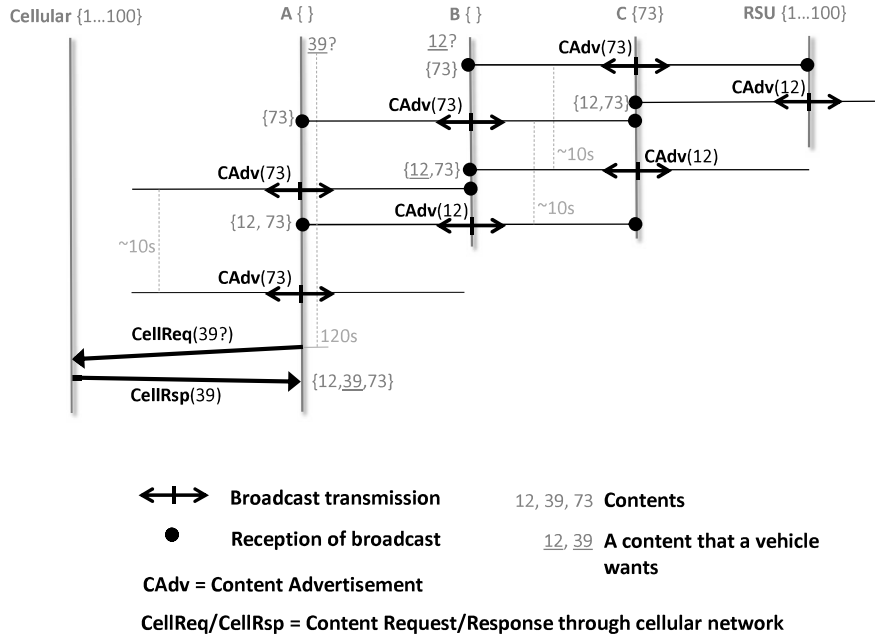 Cellular {1...100} A { } B { } C {73} RSU {1...100}
39? 12? CAdv(73)
{73}
CAdv(12)
{73} CAdv(73) {12,73}
CAdv(73) {12,73} ~10s CAdv(12)
{12, 73} CAdv(12) ~10s
~10s
CAdv(73)
CellReq(39?) 120s
{12,39,73}
CellRsp(39)
Broadcast transmission 12, 39, 73 Contents
Reception of broadcast 12, 39 A content that a vehicle
wants
CAdv = Content Advertisement
CellReq/CellRsp = Content Request/Response through cellular network